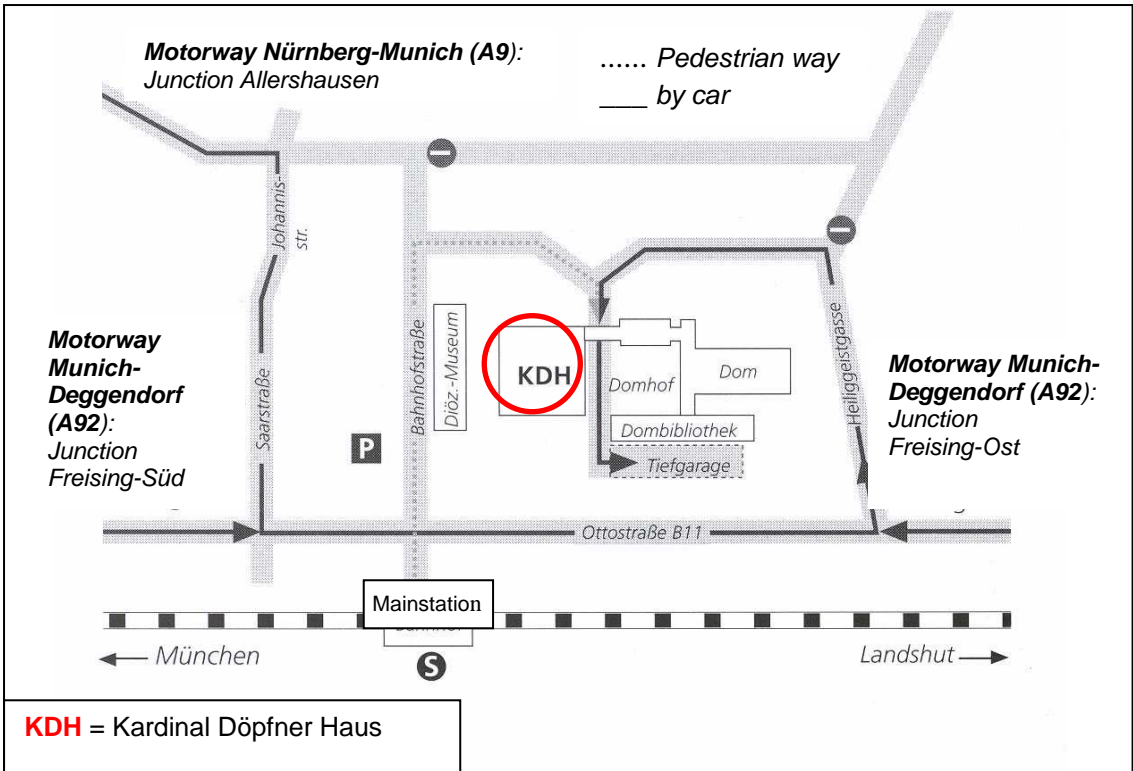 Motorway Nürnberg-Munich (A9):
Junction Allershausen
...... Pedestrian way
___ by car
Johannis-
str.
Saarstraße
Bahnhofstraße
Diöz.-Museum
KDH
Domhof
Dom
Dombibliothek
Tiefgarage
Heiliggeistgasse
Motorway
Munich-
Deggendorf
(A92):
Junction
Freising-Süd
P
Motorway Munich-
Deggendorf (A92):
Junction
Freising-Ost
Ottostraße B11
Mainstation
München
S
Landshut
KDH = Kardinal Döpfner Haus